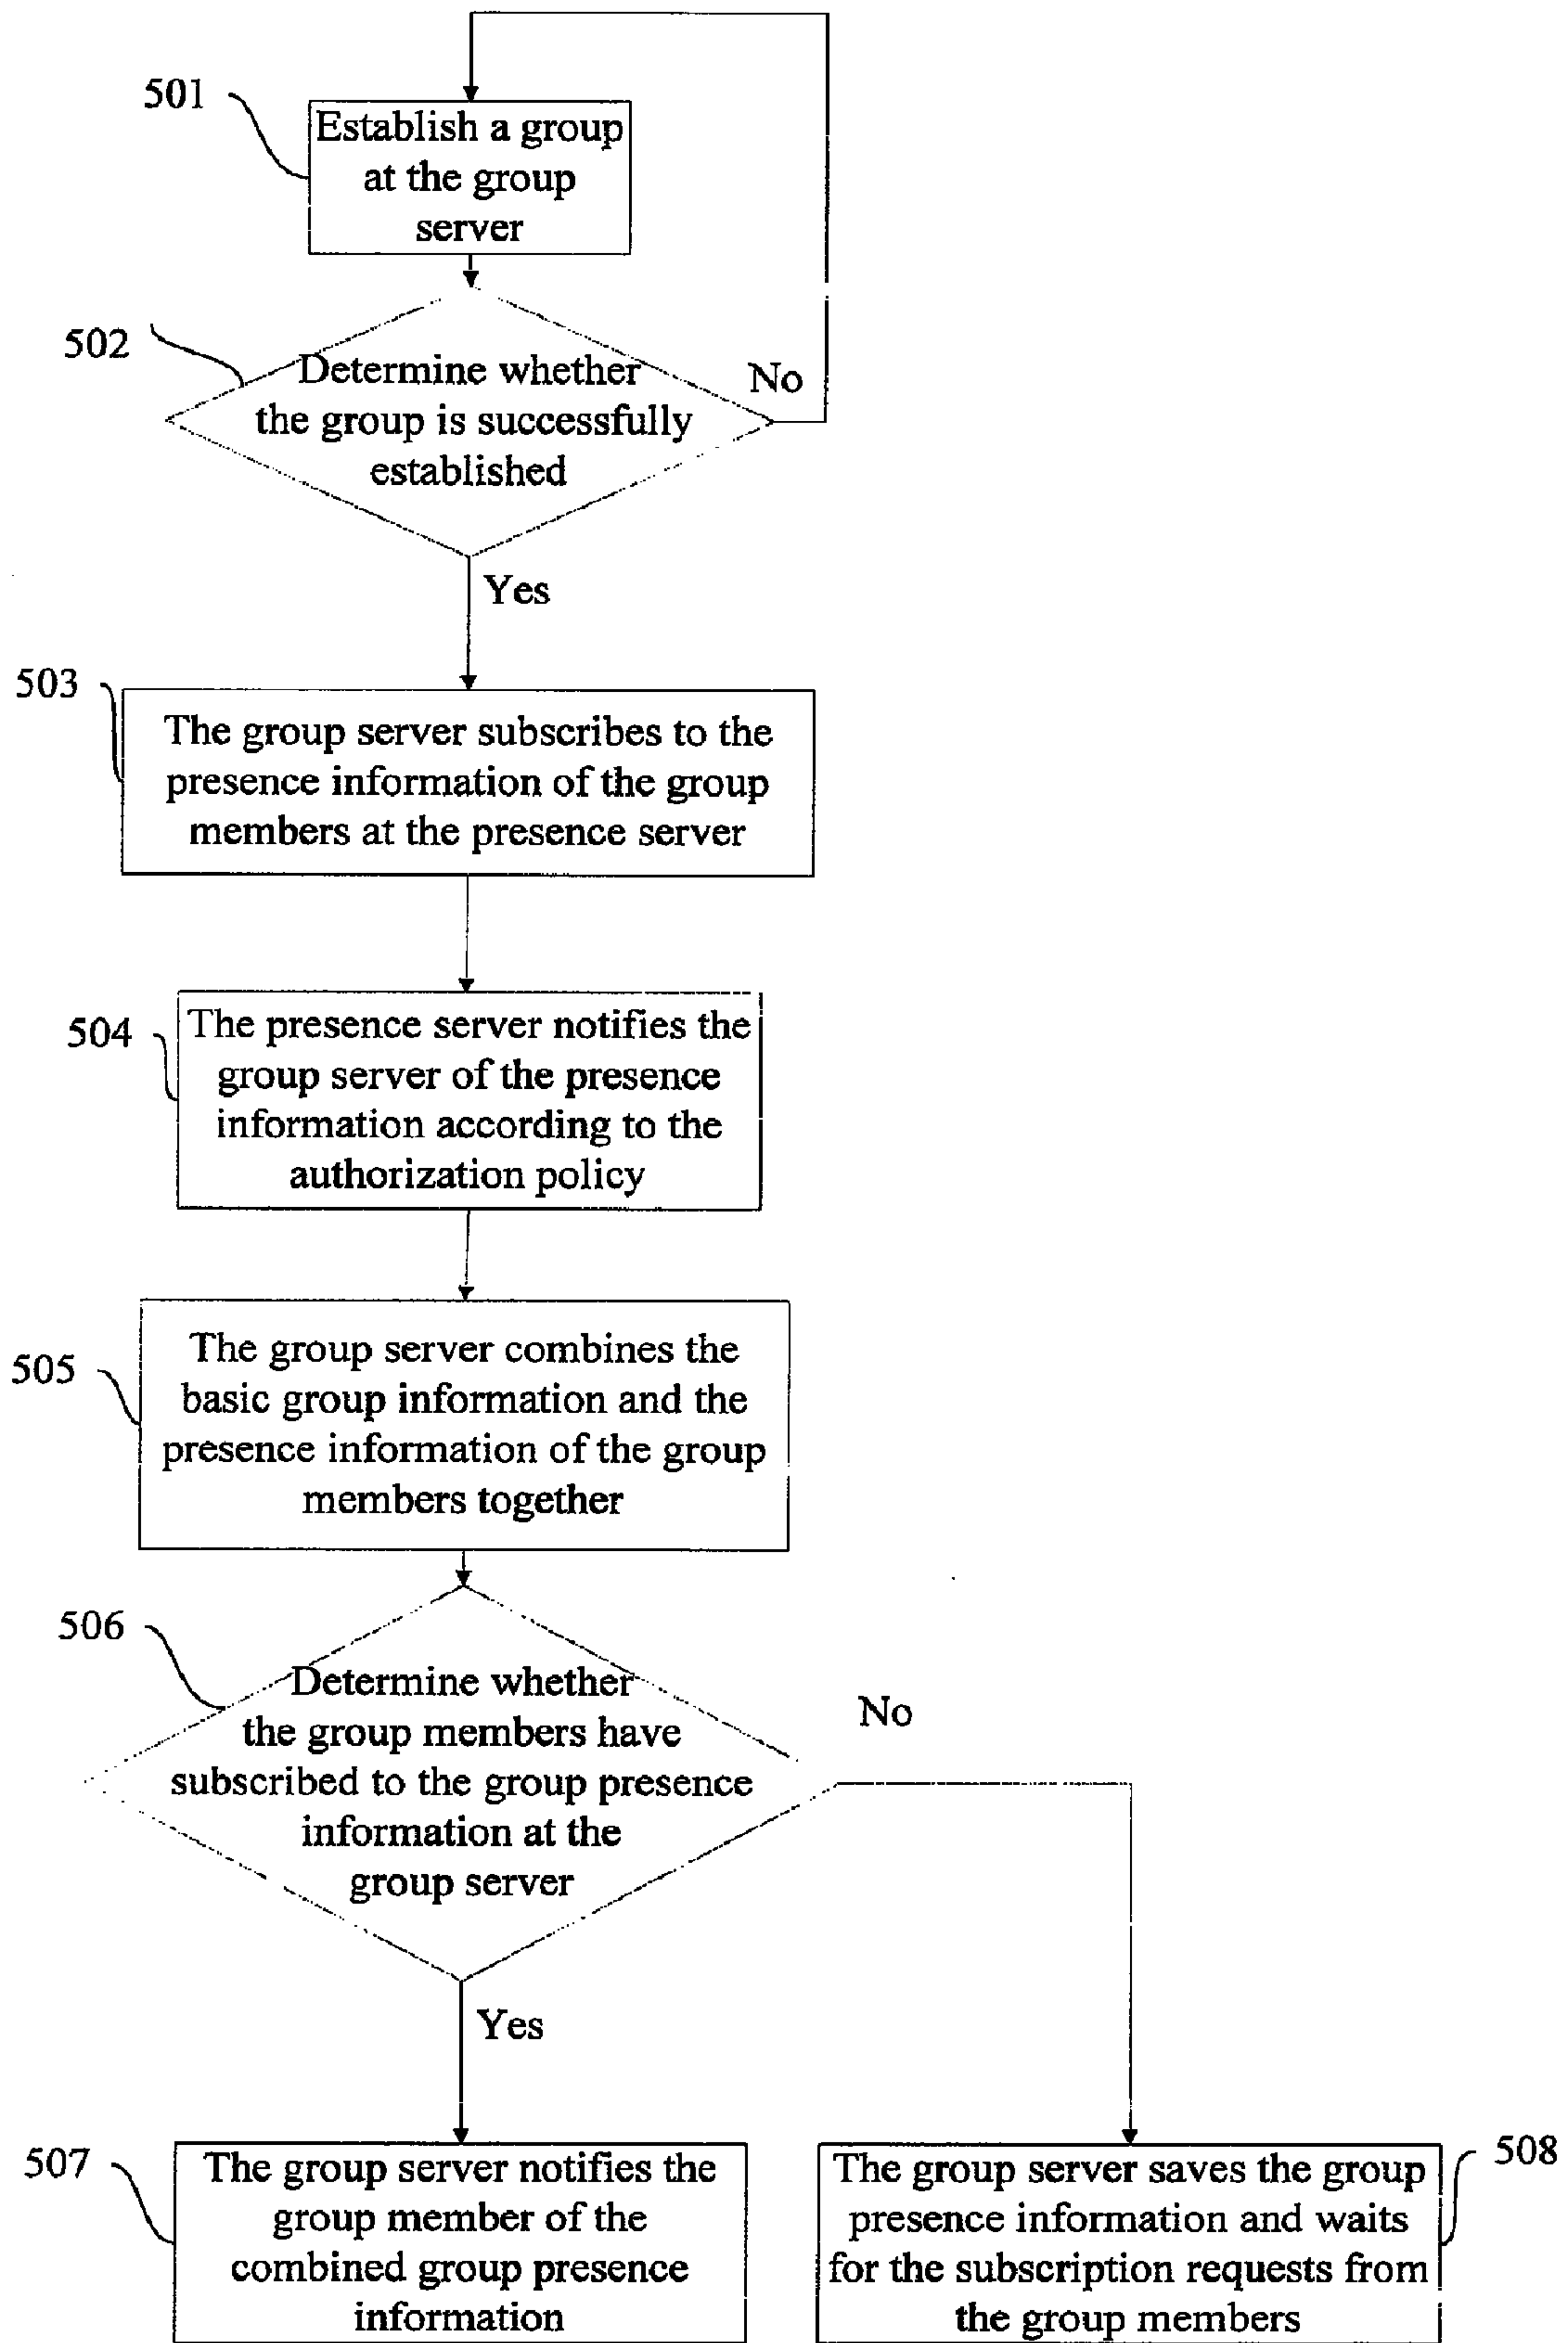 501
Establish a group
at the group
server
502
Determine whether
the group is successfully
established
No
Yes
503
The group server subscribes to the
presence information of the group
members at the presence server
504
The presence server notifies the
group server of the presence
information according to the
authorization policy
505
The group server combines the
basic group information and the
presence information of the group
members together
506
Determine whether
the group members have
subscribed to the group presence
information at the
group server
No
Yes
507
The group server notifies the
group member of the
combined group presence
information
508
The group server saves the group
presence information and waits
for the subscription requests from
the group members